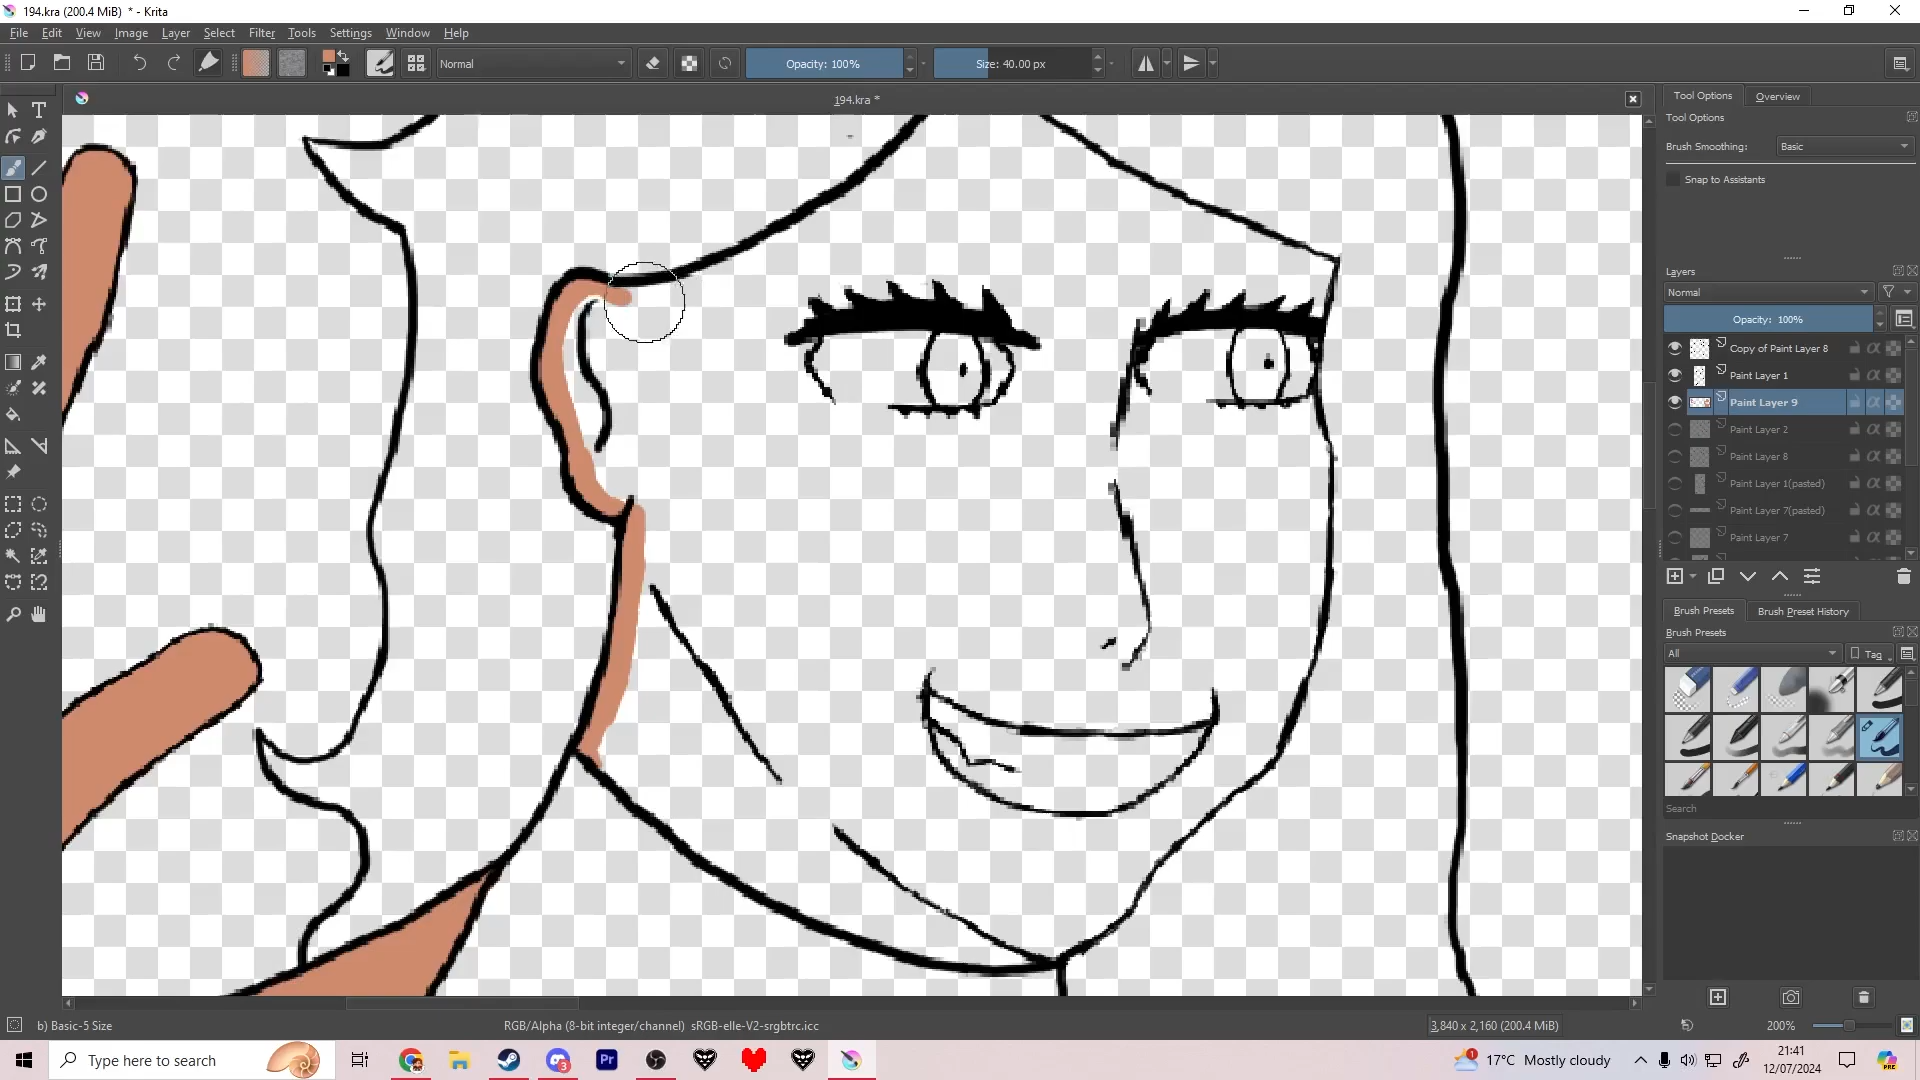 194.kra (200.4 MiB) * - Krita
File Edit View Image Layer Select Filter Tools Settings Window Help
Normal
Opacity: 100%
Size: 40.00 px
194.kra *
Tool Options
Overview
Tool Options
Brush Smoothing:
Basic
Snap to Assistants
Layers
Normal
Opacity: 100%
Copy of Paint Layer 8
Paint Layer 1
Paint Layer 9
Paint Layer 2
Paint Layer 8
Paint Layer 1(pasted)
Paint Layer 7(pasted)
Paint Layer 7
Brush Presets
Brush Preset History
Brush Presets
All
Tag
Search
Snapshot Docker
b) Basic-5 Size
RGB/Alpha (8-bit integer/channel) sRGB-elle-V2-srgbtrc.icc
3,840 x 2,160 (200.4 MiB)
200%
Type here to search
3
Pr
1
17°C Mostly cloudy
21:41
12/07/2024
PRE